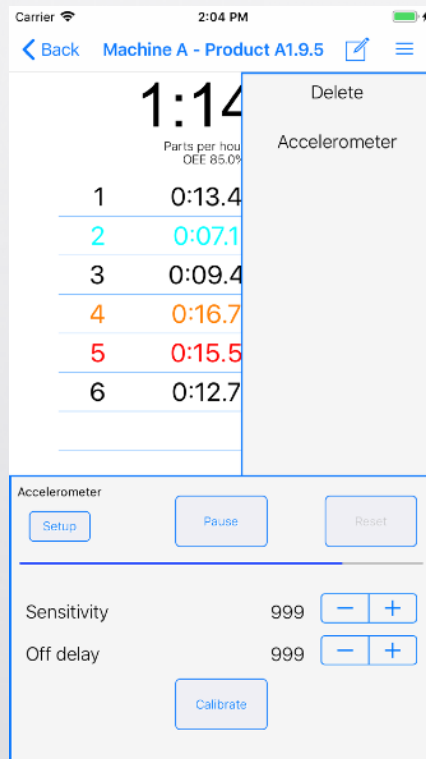 Carrier 2:04 PM
Back Machine A - Product A1.9.5
1:14
Parts per hou
OEE 85.0%
Delete
Accelerometer
1 0:13.4
2 0:07.1
3 0:09.4
4 0:16.7
5 0:15.5
6 0:12.7
Accelerometer
Setup Pause Reset
Sensitivity 999 − +
Off delay 999 − +
Calibrate